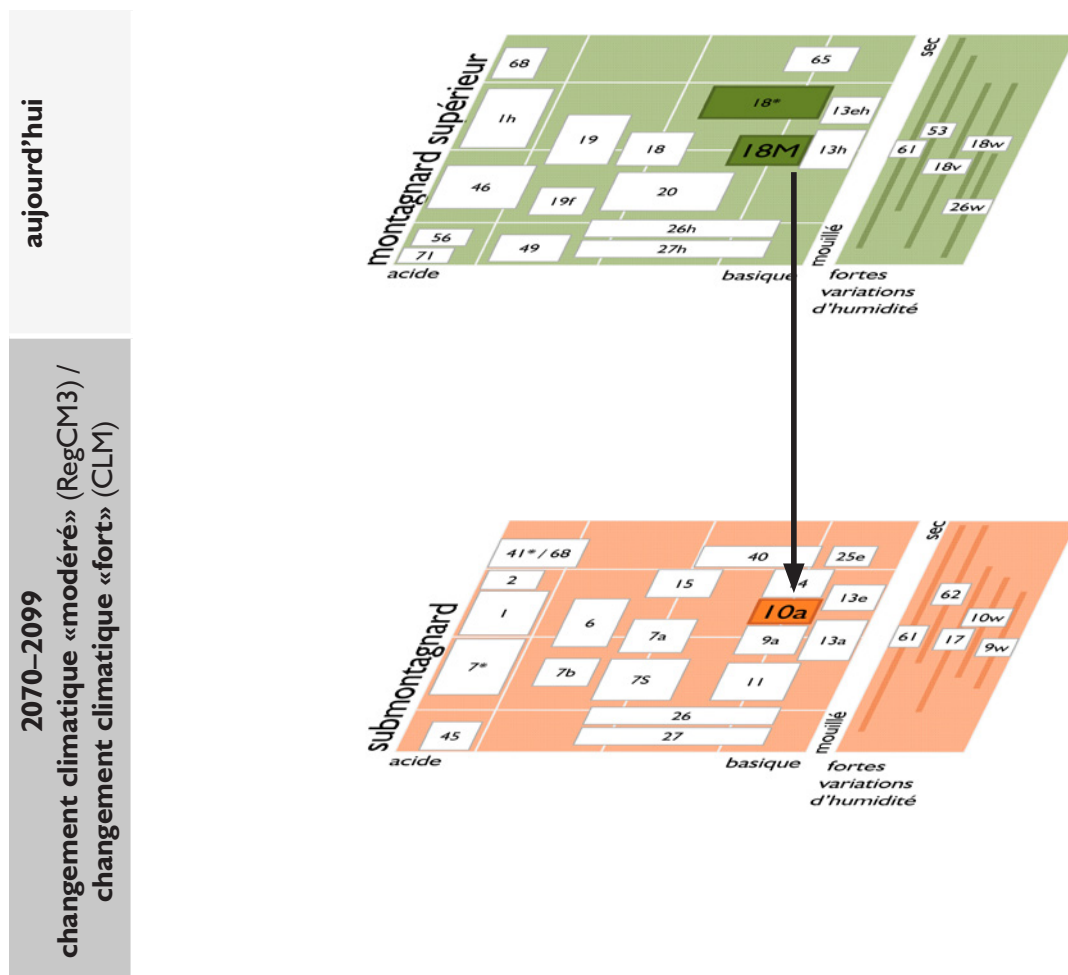 aujourd'hui
montagnard supérieur
68
65
18*
13eh
1h
19
18
18M
13h
46
19f
20
26h
56
49
27h
71
acide
basique
mouillé
sec
53
61
18w
18v
26w
fortes
variations
d'humidité
2070–2099
changement climatique «modéré» (RegCM3) /
changement climatique «fort» (CLM)
submontagnard
41* / 68
40
25e
2
15
4
13e
1
10a
6
7a
9a
13a
7*
7b
7S
11
26
45
27
acide
basique
mouillé
sec
62
10w
61
17
9w
fortes
variations
d'humidité